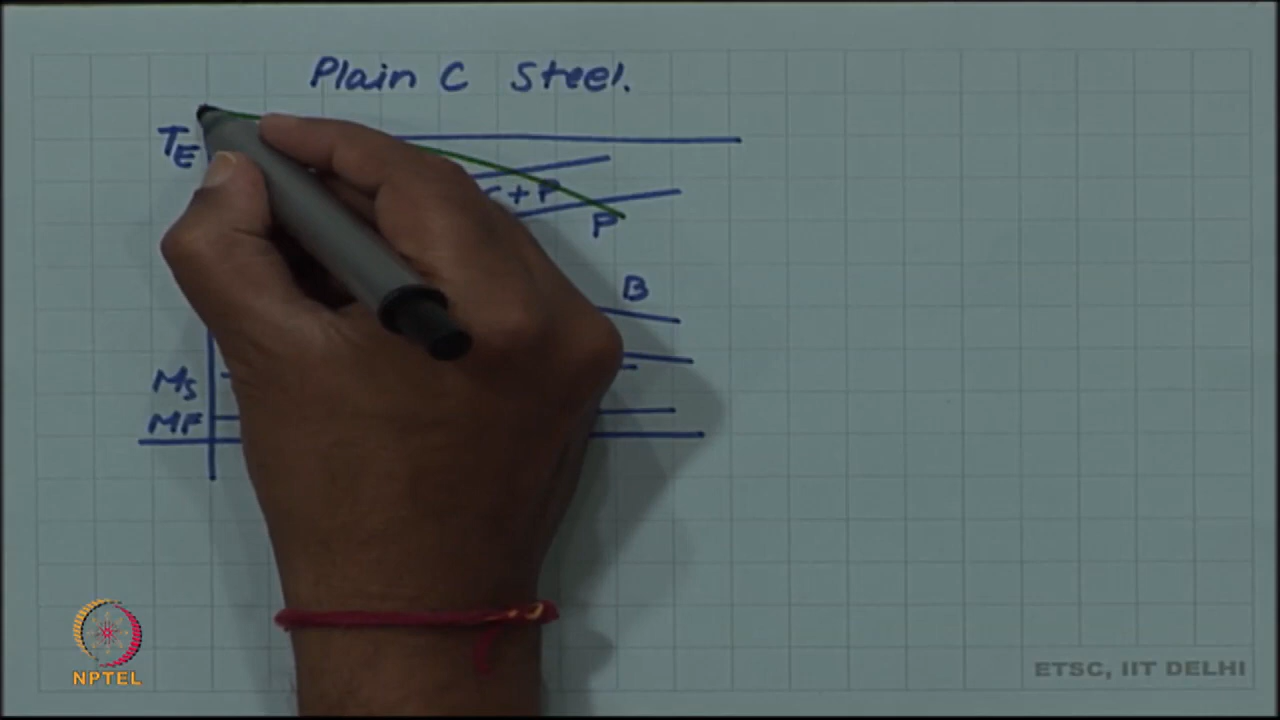 Plain C Steel.
TE
+ P
P
B
Ms
MF
NPTEL
ETSC, IIT DELHI